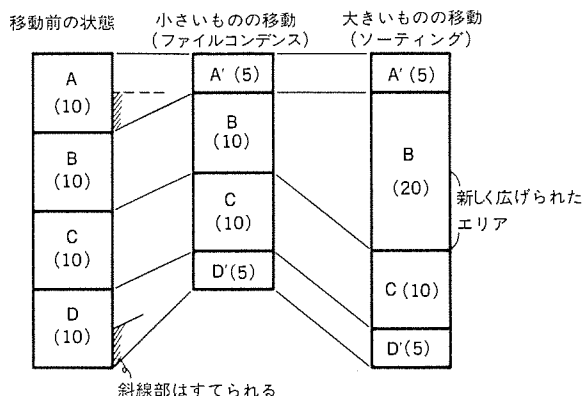 移動前の状態
小さいものの移動
(ファイルコンデンス)
大きいものの移動
(ソーティング)
A
(10)
B
(10)
C
(10)
D
(10)
斜線部はすてられる
A′(5)
B
(10)
C
(10)
D′(5)
A′(5)
B
(20)
C(10)
D′(5)
新しく広げられた
エリア